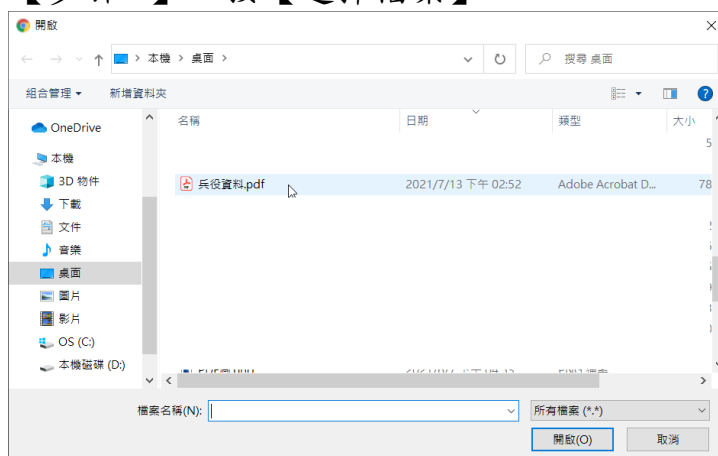 開啟
本機 > 桌面 >
搜尋 桌面
組合管理 新增資料夾
名稱 日期 類型 大小
OneDrive
5
本機
3D 物件
兵役資料.pdf 2021/7/13 下午 02:52 Adobe Acrobat D... 78
下載
文件
音樂
桌面
圖片
影片
OS (C:)
本機磁碟 (D:)
檔案名稱(N):
所有檔案 (*.*)
開啟(O) 取消